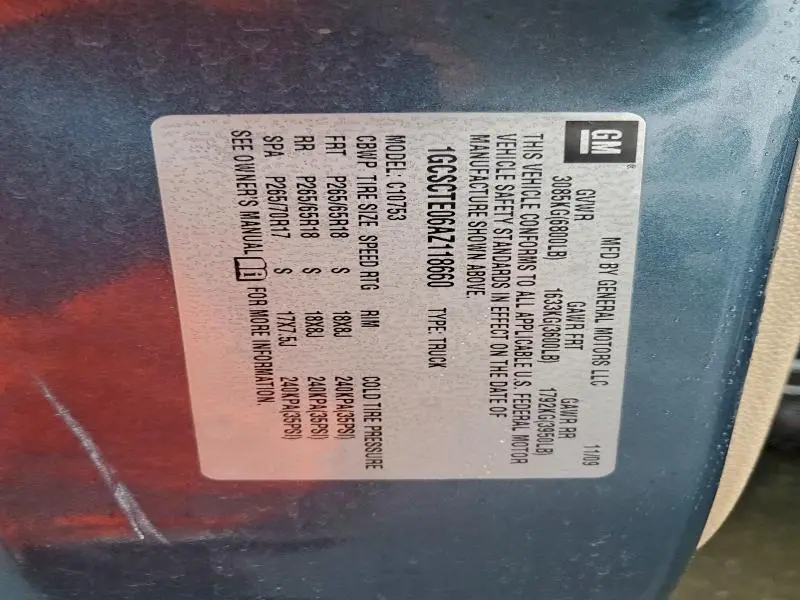 GM
MFD BY GENERAL MOTORS LLC 11/09
GVWR GAWR FRT GAWR RR
3085KG(6800LB) 1633KG(3600LB) 1792KG(3950LB)
THIS VEHICLE CONFORMS TO ALL APPLICABLE U.S. FEDERAL MOTOR
VEHICLE SAFETY STANDARDS IN EFFECT ON THE DATE OF
MANUFACTURE SHOWN ABOVE.
1GCSCTE06AZ118660 TYPE: TRUCK
MODEL: C10753
CBWP TIRE SIZE SPEED RTG RIM COLD TIRE PRESSURE
FRT P265/65R18 S 18X8J 240KPA(35PSI)
RR P265/65R18 S 18X8J 240KPA(35PSI)
SPA P265/70R17 S 17X7.5J 240KPA(35PSI)
SEE OWNER'S MANUAL FOR MORE INFORMATION.